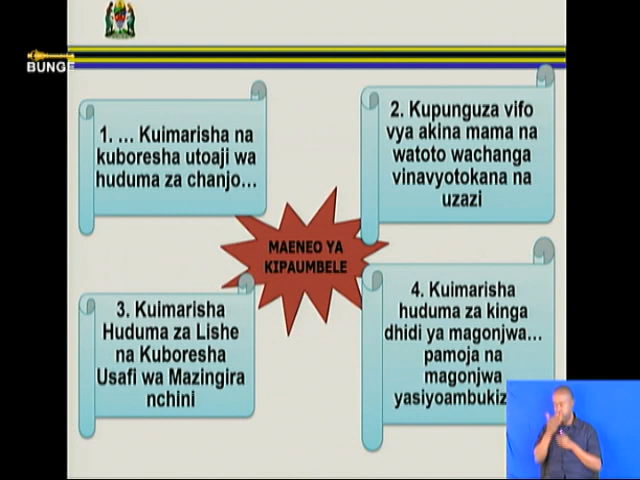 BUNGE
1. ... Kuimarisha na
kuboresha utoaji wa
huduma za chanjo...
2. Kupunguza vifo
vya akina mama na
watoto wachanga
vinavyotokana na
uzazi
MAENEO YA
KIPAUMBELE
3. Kuimarisha
Huduma za Lishe
na Kuboresha
Usafi wa Mazingira
nchini
4. Kuimarisha
huduma za kinga
dhidi ya magonjwa...
pamoja na
magonjwa